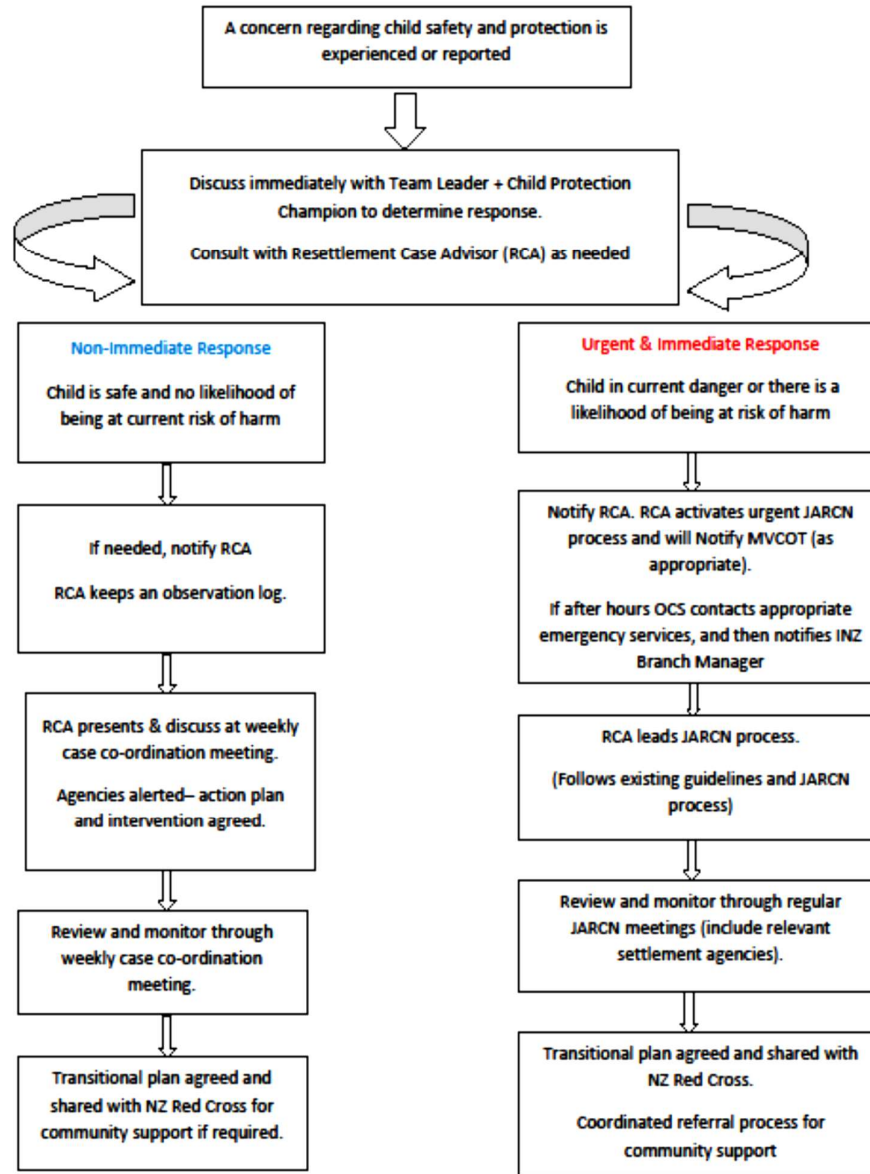 A concern regarding child safety and protection is
experienced or reported
Discuss immediately with Team Leader + Child Protection
Champion to determine response.
Consult with Resettlement Case Advisor (RCA) as needed
Non-Immediate Response
Child is safe and no likelihood of
being at current risk of harm
If needed, notify RCA
RCA keeps an observation log.
RCA presents & discuss at weekly
case co-ordination meeting.
Agencies alerted– action plan
and intervention agreed.
Review and monitor through
weekly case co-ordination
meeting.
Transitional plan agreed and
shared with NZ Red Cross for
community support if required.
Urgent & Immediate Response
Child in current danger or there is a
likelihood of being at risk of harm
Notify RCA. RCA activates urgent JARCN
process and will Notify MVCOT (as
appropriate).
If after hours OCS contacts appropriate
emergency services, and then notifies INZ
Branch Manager
RCA leads JARCN process.
(Follows existing guidelines and JARCN
process)
Review and monitor through regular
JARCN meetings (include relevant
settlement agencies).
Transitional plan agreed and shared with
NZ Red Cross.
Coordinated referral process for
community support